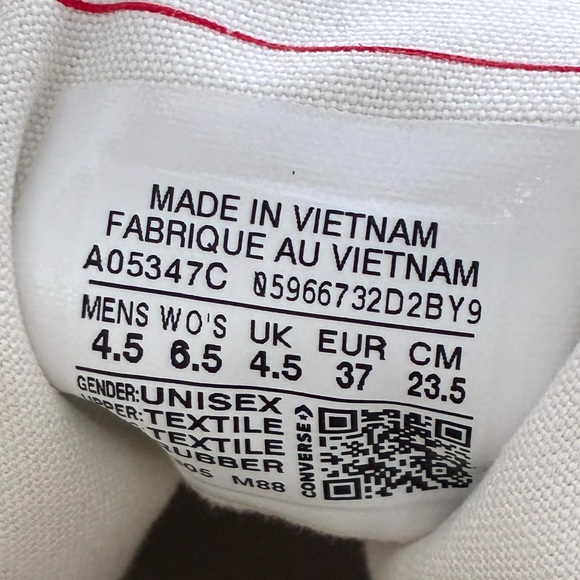 MADE IN VIETNAM
FABRIQUE AU VIETNAM
A05347C 05966732D2BY9
MENS WO'S UK EUR CM
4.5 6.5 4.5 37 23.5
GENDER:UNISEX
UPPER:TEXTILE
TEXTILE
RUBBER
M88
CONVERSE